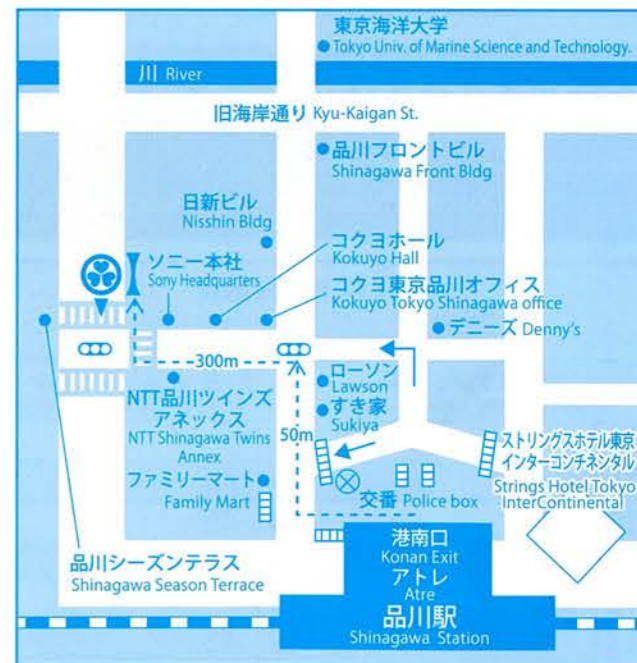 東京海洋大学
Tokyo Univ. of Marine Science and Technology.
川 River
旧海岸通り Kyu-Kaigan St.
品川フロントビル
Shinagawa Front Bldg
日新ビル
Nisshin Bldg
コクヨホール
Kokuyo Hall
ソニー本社
Sony Headquarters
コクヨ東京品川オフィス
Kokuyo Tokyo Shinagawa office
デニーズ Denny's
300m
ローソン
Lawson
すき家
Sukiya
50m
NTT品川ツインズ
アネックス
NTT Shinagawa Twins
Annex
ファミリーマート
Family Mart
ストリングスホテル東京
インターコンチネンタル
Strings Hotel Tokyo
InterContinental
交番 Police box
品川シーズンテラス
Shinagawa Season Terrace
港南口
Konan Exit
アトレ
Atre
品川駅
Shinagawa Station